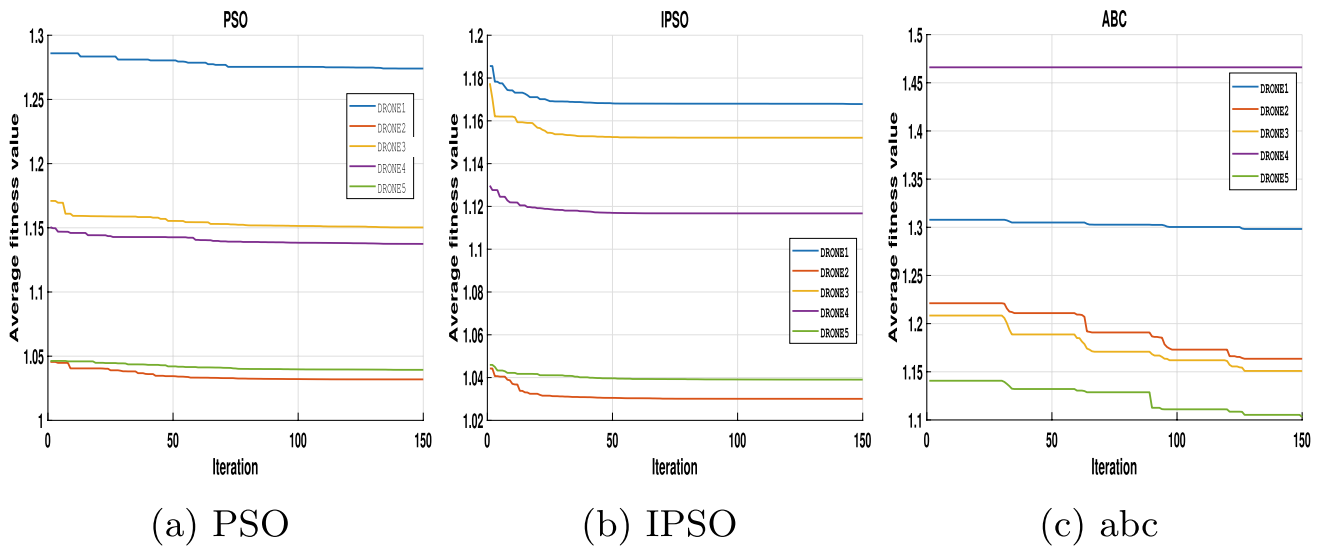 PSO
Average fitness value
1.3
1.25
1.2
1.15
1.1
1.05
1
0
50
100
150
Iteration
DRONE1
DRONE2
DRONE3
DRONE4
DRONE5
(a) PSO
IPSO
Average fitness value
1.2
1.18
1.16
1.14
1.12
1.1
1.08
1.06
1.04
1.02
0
50
100
150
Iteration
DRONE1
DRONE2
DRONE3
DRONE4
DRONE5
(b) IPSO
ABC
Average fitness value
1.5
1.45
1.4
1.35
1.3
1.25
1.2
1.15
1.1
0
50
100
150
Iteration
DRONE1
DRONE2
DRONE3
DRONE4
DRONE5
(c) abc